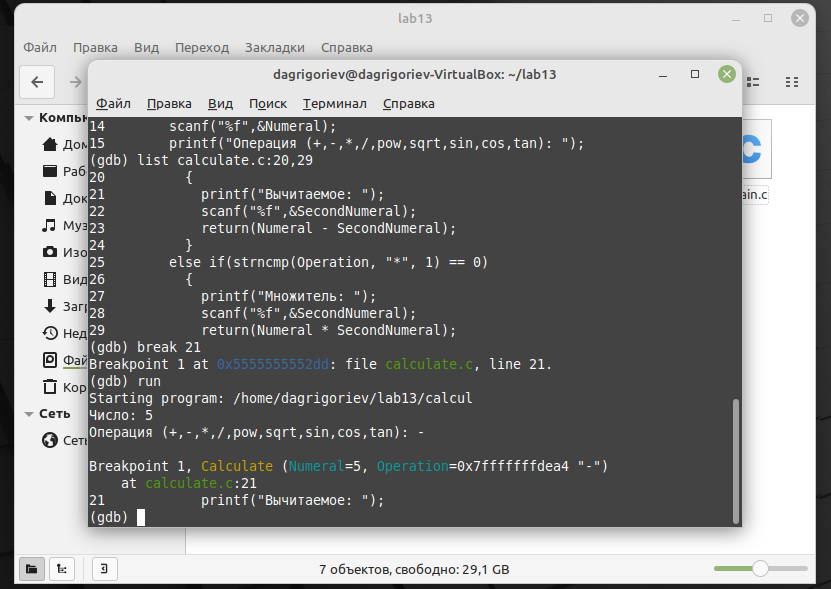 lab13
Файл Правка Вид Переход Закладки Справка
dagrigoriev@dagrigoriev-VirtualBox: ~/lab13
Файл Правка Вид Поиск Терминал Справка
Компь
Дом
Раб
Док
Муз
Изо
Вид
Загр
Нед
Фай
Кор
Сеть
Сеть
ain.c
14        scanf("%f",&Numeral);
15        printf("Операция (+,-,*,/,pow,sqrt,sin,cos,tan): ");
(gdb) list calculate.c:20,29
20          {
21            printf("Вычитаемое: ");
22            scanf("%f",&SecondNumeral);
23            return(Numeral - SecondNumeral);
24          }
25        else if(strncmp(Operation, "*", 1) == 0)
26          {
27            printf("Множитель: ");
28            scanf("%f",&SecondNumeral);
29            return(Numeral * SecondNumeral);
(gdb) break 21
Breakpoint 1 at 0x5555555552dd: file calculate.c, line 21.
(gdb) run
Starting program: /home/dagrigoriev/lab13/calcul
Число: 5
Операция (+,-,*,/,pow,sqrt,sin,cos,tan): -
Breakpoint 1, Calculate (Numeral=5, Operation=0x7fffffffdea4 "-")
    at calculate.c:21
21            printf("Вычитаемое: ");
(gdb)
7 объектов, свободно: 29,1 GB